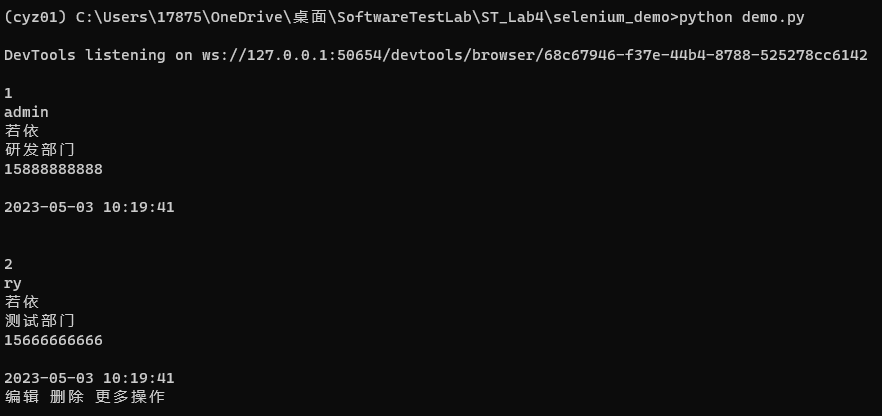 (cyz01) C:\Users\17875\OneDrive\桌面\SoftwareTestLab\ST_Lab4\selenium_demo>python demo.py
DevTools listening on ws://127.0.0.1:50654/devtools/browser/68c67946-f37e-44b4-8788-525278cc6142
1
admin
若依
研发部门
15888888888
2023-05-03 10:19:41
2
ry
若依
测试部门
15666666666
2023-05-03 10:19:41
编辑 删除 更多操作